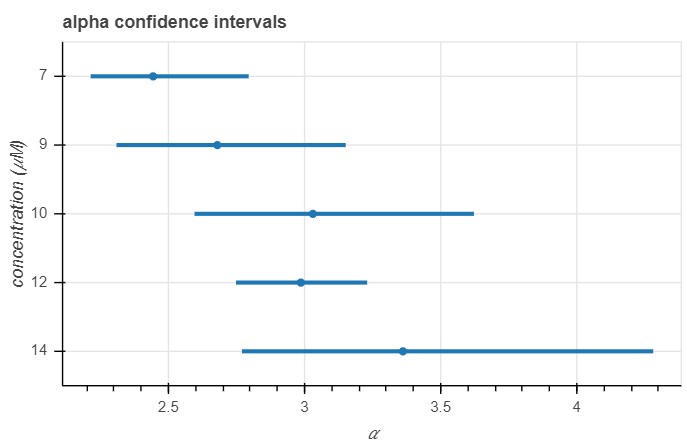 alpha confidence intervals
concentration (μM)
7
9
10
12
14
2.5 3 3.5 4
α